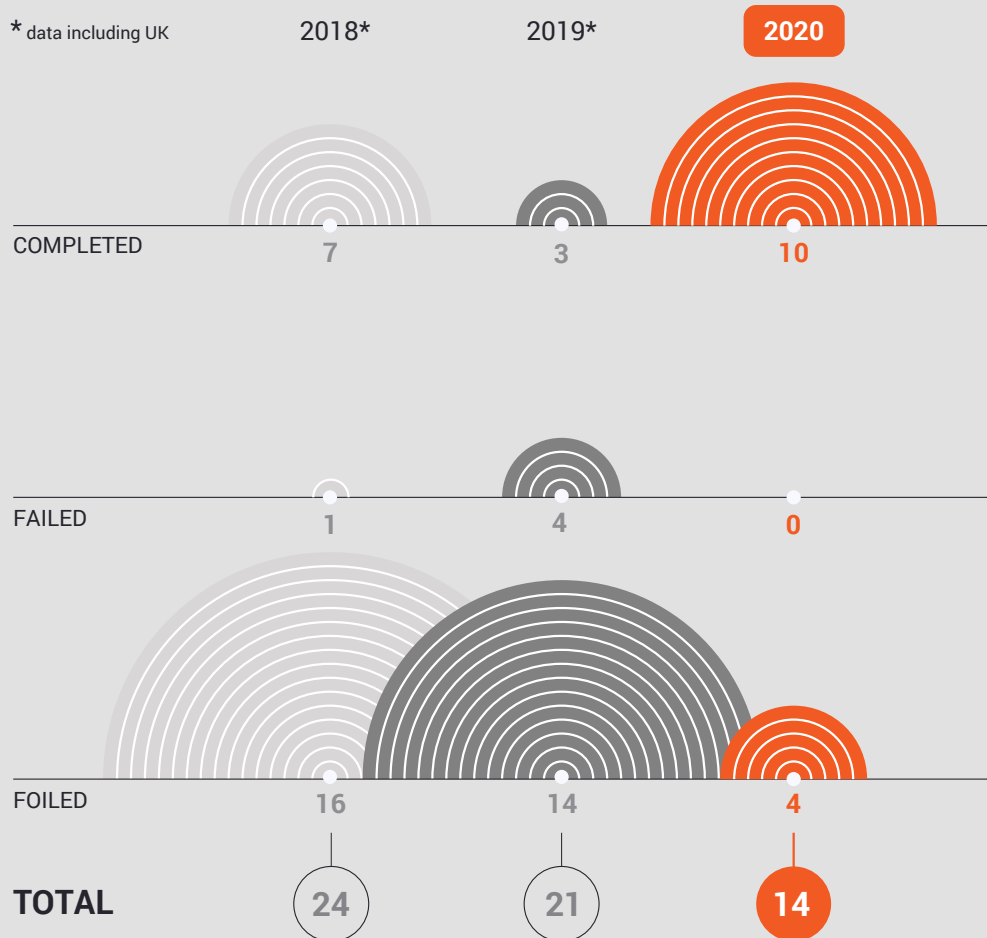 * data including UK 2018* 2019* 2020
COMPLETED
7 3 10
FAILED
1 4 0
FOILED
16 14 4
TOTAL 24 21 14